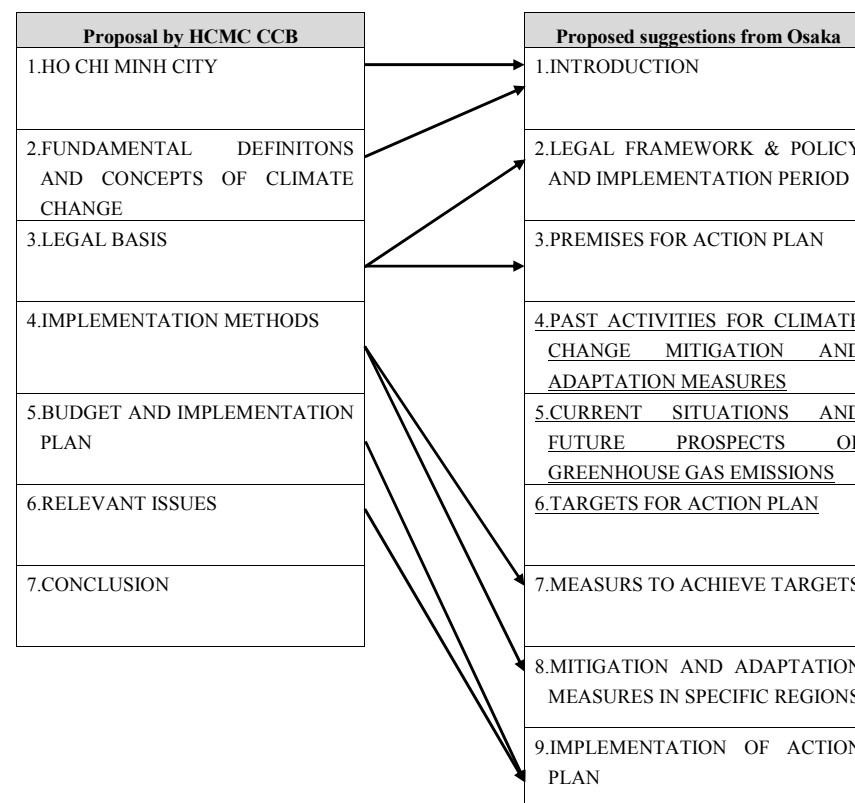 Proposal by HCMC CCB
1.HO CHI MINH CITY
2.FUNDAMENTAL DEFINITONS
AND CONCEPTS OF CLIMATE
CHANGE
3.LEGAL BASIS
4.IMPLEMENTATION METHODS
5.BUDGET AND IMPLEMENTATION
PLAN
6.RELEVANT ISSUES
7.CONCLUSION
Proposed suggestions from Osaka
1.INTRODUCTION
2.LEGAL FRAMEWORK & POLICY
AND IMPLEMENTATION PERIOD
3.PREMISES FOR ACTION PLAN
4.PAST ACTIVITIES FOR CLIMATE
CHANGE MITIGATION AND
ADAPTATION MEASURES
5.CURRENT SITUATIONS AND
FUTURE PROSPECTS OF
GREENHOUSE GAS EMISSIONS
6.TARGETS FOR ACTION PLAN
7.MEASURS TO ACHIEVE TARGETS
8.MITIGATION AND ADAPTATION
MEASURES IN SPECIFIC REGIONS
9.IMPLEMENTATION OF ACTION
PLAN